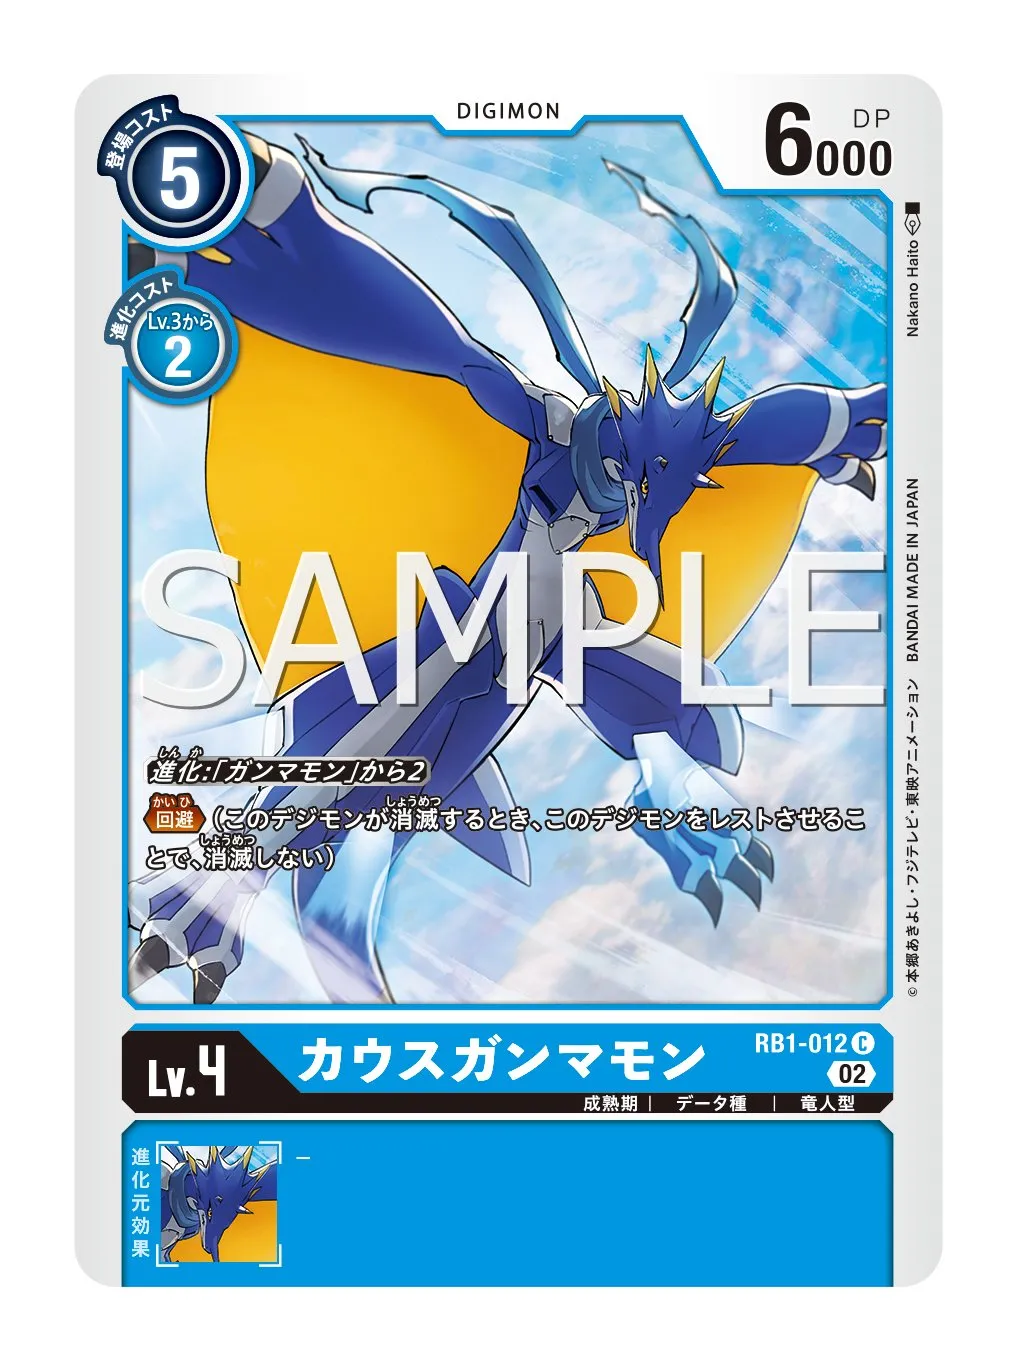 DIGIMON
登場コスト
5
6000
DP
進化コスト
Lv.3から
2
Nakano Haito
SAMPLE
BANDAI MADE IN JAPAN
© 本郷あきよし・フジテレビ・東映アニメーション
しんか
進化:「ガンマモン」から2
かいひ
しょうめつ
回避 (このデジモンが消滅するとき、このデジモンをレストさせるこ
しょうめつ
とで、消滅しない)
Lv.4
カウスガンマモン
RB1-012 C
02
成熟期 | データ種 | 竜人型
進化元効果
–